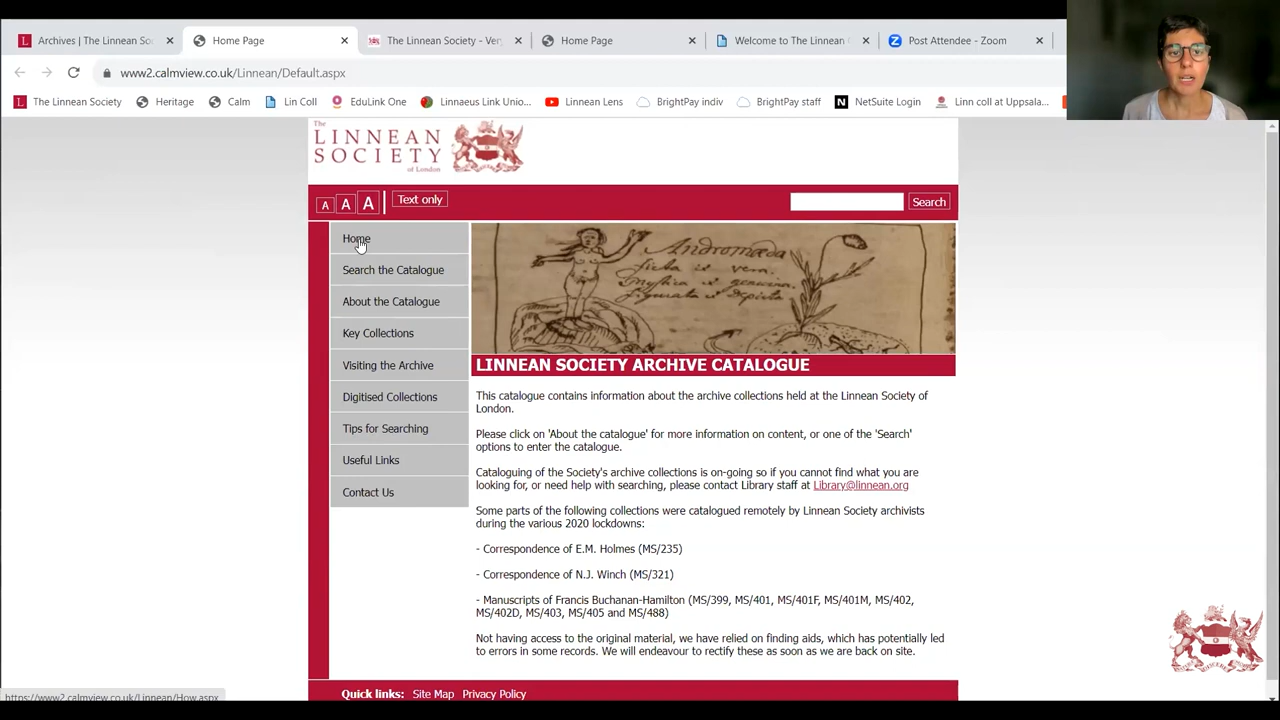 Archives | The Linnean Soc
Home Page
The Linnean Society - Ver
Home Page
Welcome to The Linnean
Post Attendee - Zoom
www2.calmview.co.uk/Linnean/Default.aspx
The Linnean Society
Heritage
Calm
Lin Coll
EduLink One
Linnaeus Link Unio...
Linnean Lens
BrightPay indiv
BrightPay staff
NetSuite Login
Linn coll at Uppsala...
The
LINNEAN
SOCIETY
of London
A A A
Text only
Search
Home
Search the Catalogue
About the Catalogue
Key Collections
Visiting the Archive
Digitised Collections
Tips for Searching
Useful Links
Contact Us
Andromeda
ficta et vera
mystica et genuina
figurata et depicta
LINNEAN SOCIETY ARCHIVE CATALOGUE
This catalogue contains information about the archive collections held at the Linnean Society of
London.
Please click on 'About the catalogue' for more information on content, or one of the 'Search'
options to enter the catalogue.
Cataloguing of the Society's archive collections is on-going so if you cannot find what you are
looking for, or need help with searching, please contact Library staff at Library@linnean.org
Some parts of the following collections were catalogued remotely by Linnean Society archivists
during the various 2020 lockdowns:
- Correspondence of E.M. Holmes (MS/235)
- Correspondence of N.J. Winch (MS/321)
- Manuscripts of Francis Buchanan-Hamilton (MS/399, MS/401, MS/401F, MS/401M, MS/402,
MS/402D, MS/403, MS/405 and MS/488)
Not having access to the original material, we have relied on finding aids, which has potentially led
to errors in some records. We will endeavour to rectify these as soon as we are back on site.
https://www2.calmview.co.uk/Linnean/How.aspx
Quick links: Site Map Privacy Policy